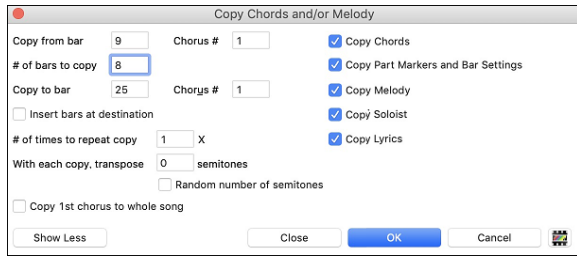 Copy Chords and/or Melody
Copy from bar 9 Chorus # 1 Copy Chords
# of bars to copy 8 Copy Part Markers and Bar Settings
Copy to bar 25 Chorus # 1 Copy Melody
Insert bars at destination Copy Soloist
# of times to repeat copy 1 X Copy Lyrics
With each copy, transpose 0 semitones
Random number of semitones
Copy 1st chorus to whole song
Show Less Close OK Cancel